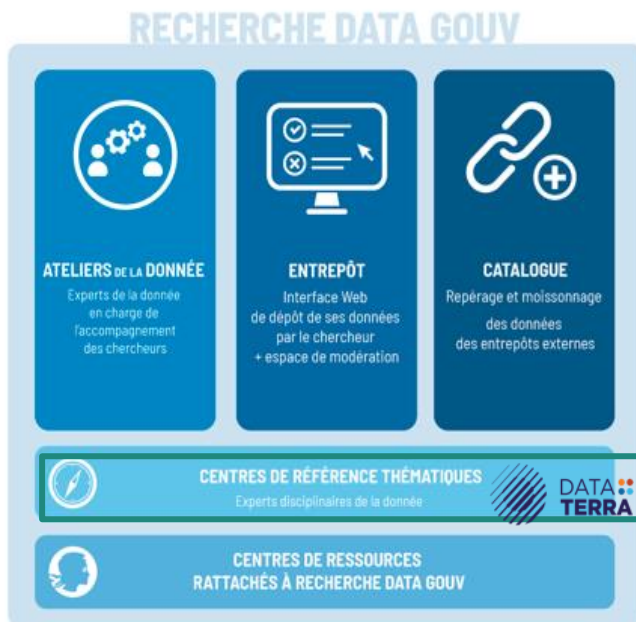 RECHERCHE DATA GOUV
ATELIERS DE LA DONNÉE
Experts de la donnée
en charge de
l'accompagnement
des chercheurs
ENTREPÔT
Interface Web
de dépôt de ses données
par le chercheur
+ espace de modération
CATALOGUE
Repérage et moissonnage
des données
des entrepôts externes
CENTRES DE RÉFÉRENCE THÉMATIQUES
Experts disciplinaires de la donnée
DATA
TERRA
CENTRES DE RESSOURCES
RATTACHÉS À RECHERCHE DATA GOUV